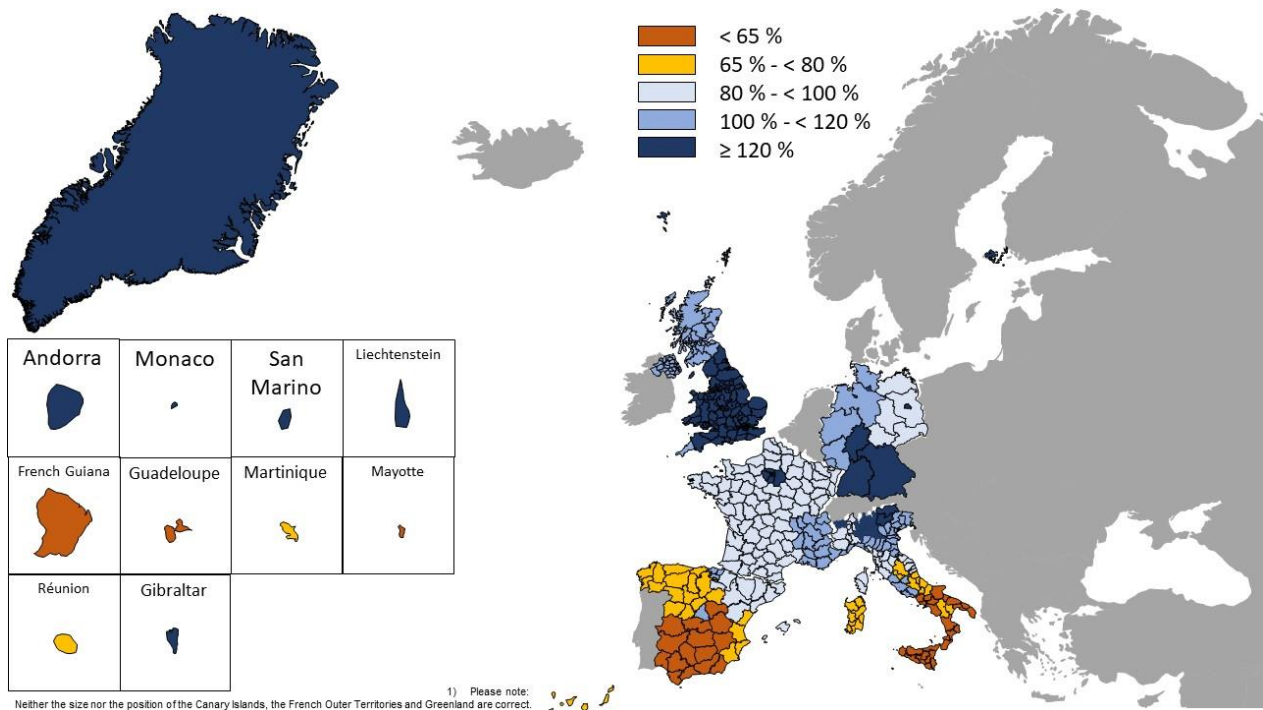 < 65 %
65 % - < 80 %
80 % - < 100 %
100 % - < 120 %
≥ 120 %
Andorra
Monaco
San
Marino
Liechtenstein
French Guiana
Guadeloupe
Martinique
Mayotte
Réunion
Gibraltar
1) Please note:
Neither the size nor the position of the Canary Islands, the French Outer Territories and Greenland are correct.